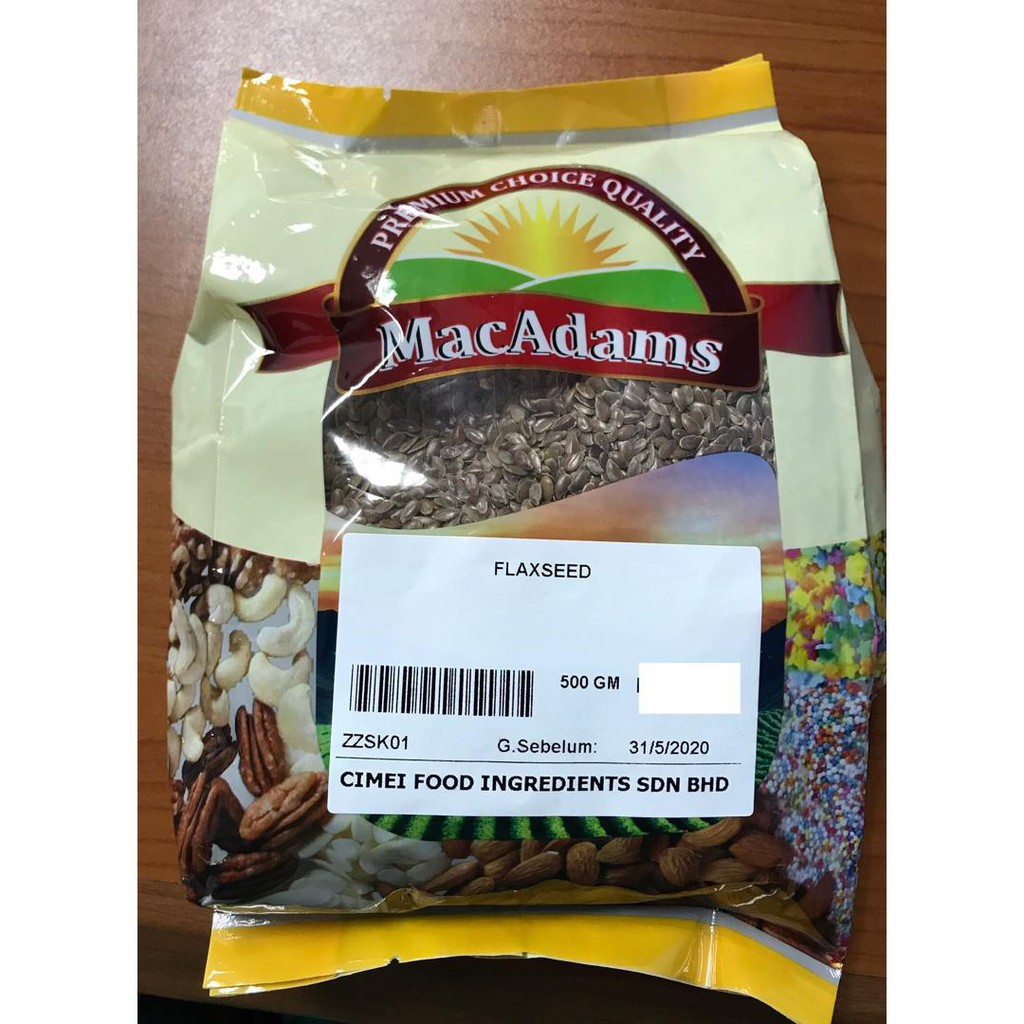 PREMIUM CHOICE QUALITY
MacAdams
FLAXSEED
500 GM
ZZSK01 G.Sebelum: 31/5/2020
CIMEI FOOD INGREDIENTS SDN BHD